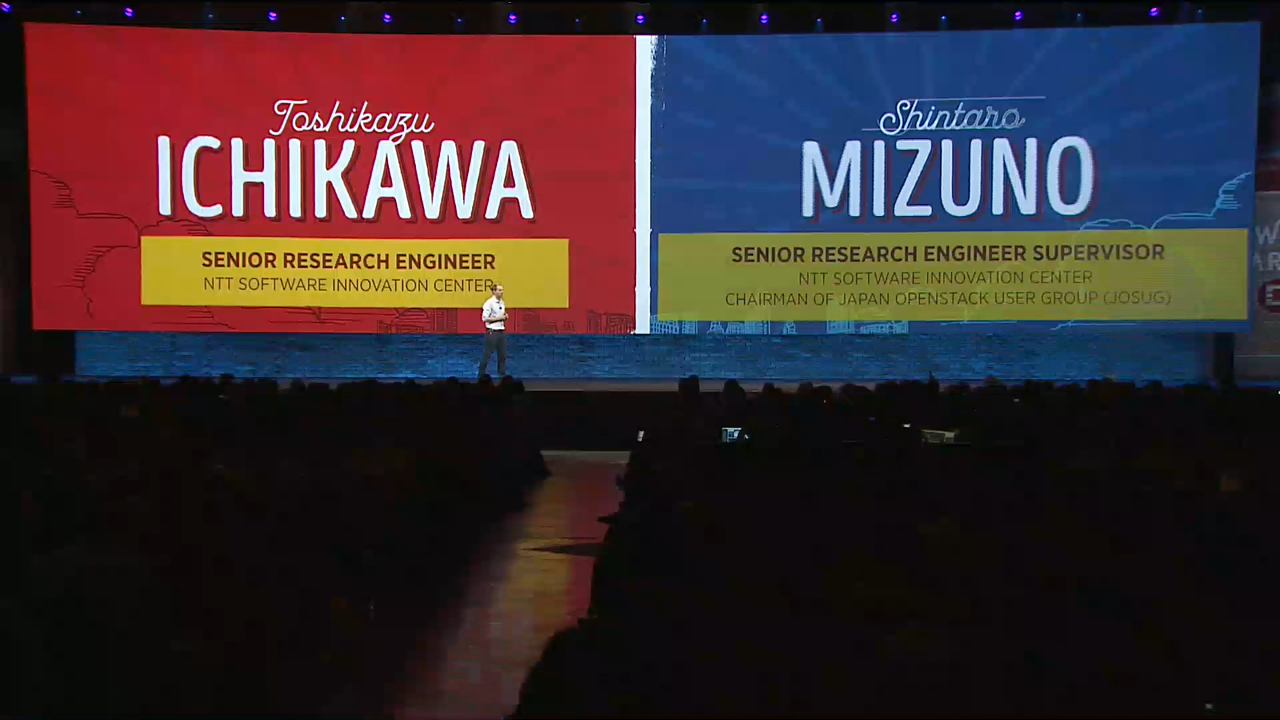 Toshikazu
ICHIKAWA
SENIOR RESEARCH ENGINEER
NTT SOFTWARE INNOVATION CENTER
Shintaro
MIZUNO
SENIOR RESEARCH ENGINEER SUPERVISOR
NTT SOFTWARE INNOVATION CENTER
CHAIRMAN OF JAPAN OPENSTACK USER GROUP (JOSUG)